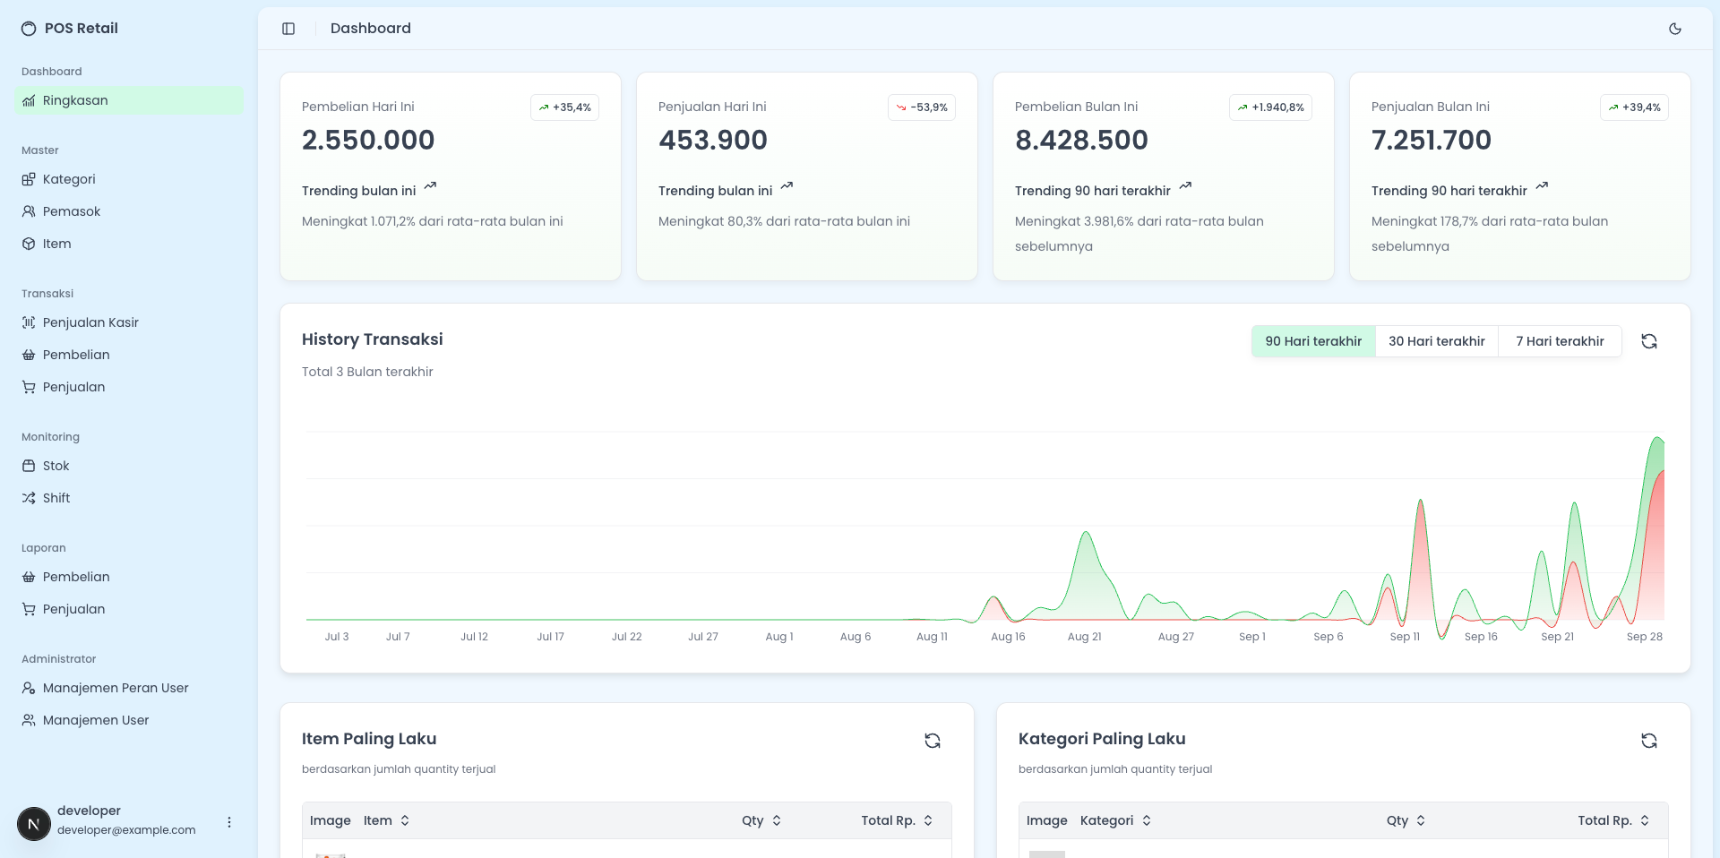 POS Retail
Dashboard
Ringkasan
Master
Kategori
Pemasok
Item
Transaksi
Penjualan Kasir
Pembelian
Penjualan
Monitoring
Stok
Shift
Laporan
Pembelian
Penjualan
Administrator
Manajemen Peran User
Manajemen User
N
developer
developer@example.com
Dashboard
Pembelian Hari Ini
+35,4%
2.550.000
Trending bulan ini
Meningkat 1.071,2% dari rata-rata bulan ini
Penjualan Hari Ini
-53,9%
453.900
Trending bulan ini
Meningkat 80,3% dari rata-rata bulan ini
Pembelian Bulan Ini
+1.940,8%
8.428.500
Trending 90 hari terakhir
Meningkat 3.981,6% dari rata-rata bulan
sebelumnya
Penjualan Bulan Ini
+39,4%
7.251.700
Trending 90 hari terakhir
Meningkat 178,7% dari rata-rata bulan
sebelumnya
History Transaksi
Total 3 Bulan terakhir
90 Hari terakhir 30 Hari terakhir 7 Hari terakhir
Jul 3 Jul 7 Jul 12 Jul 17 Jul 22 Jul 27 Aug 1 Aug 6 Aug 11 Aug 16 Aug 21 Aug 27 Sep 1 Sep 6 Sep 11 Sep 16 Sep 21 Sep 28
Item Paling Laku
berdasarkan jumlah quantity terjual
Image Item Qty Total Rp.
Kategori Paling Laku
berdasarkan jumlah quantity terjual
Image Kategori Qty Total Rp.